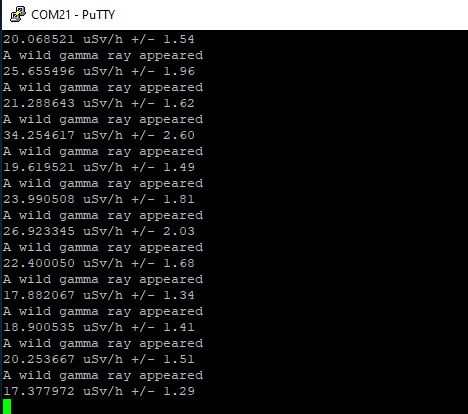 COM21 - PuTTY
20.068521 uSv/h +/- 1.54
A wild gamma ray appeared
25.655496 uSv/h +/- 1.96
A wild gamma ray appeared
21.288643 uSv/h +/- 1.62
A wild gamma ray appeared
34.254617 uSv/h +/- 2.60
A wild gamma ray appeared
19.619521 uSv/h +/- 1.49
A wild gamma ray appeared
23.990508 uSv/h +/- 1.81
A wild gamma ray appeared
26.923345 uSv/h +/- 2.03
A wild gamma ray appeared
22.400050 uSv/h +/- 1.68
A wild gamma ray appeared
17.882067 uSv/h +/- 1.34
A wild gamma ray appeared
18.900535 uSv/h +/- 1.41
A wild gamma ray appeared
20.253667 uSv/h +/- 1.51
A wild gamma ray appeared
17.377972 uSv/h +/- 1.29